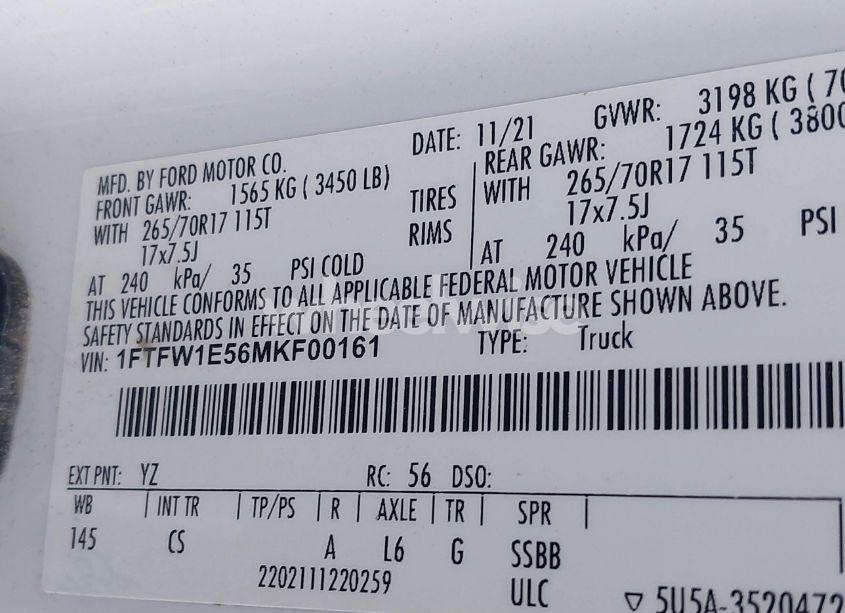 MFD. BY FORD MOTOR CO. DATE: 11/21 GVWR: 3198 KG ( 70
FRONT GAWR: 1565 KG ( 3450 LB) REAR GAWR: 1724 KG ( 3800
WITH 265/70R17 115T TIRES WITH 265/70R17 115T
17x7.5J RIMS 17x7.5J
AT 240 kPa/ 35 PSI COLD AT 240 kPa/ 35 PSI
THIS VEHICLE CONFORMS TO ALL APPLICABLE FEDERAL MOTOR VEHICLE
SAFETY STANDARDS IN EFFECT ON THE DATE OF MANUFACTURE SHOWN ABOVE.
VIN: 1FTFW1E56MKF00161 TYPE: Truck
EXT PNT: YZ RC: 56 DSO:
WB INT TR TP/PS R AXLE TR SPR
145 CS A L6 G SSBB
2202111220259 ULC ▽ 5U5A-3520472